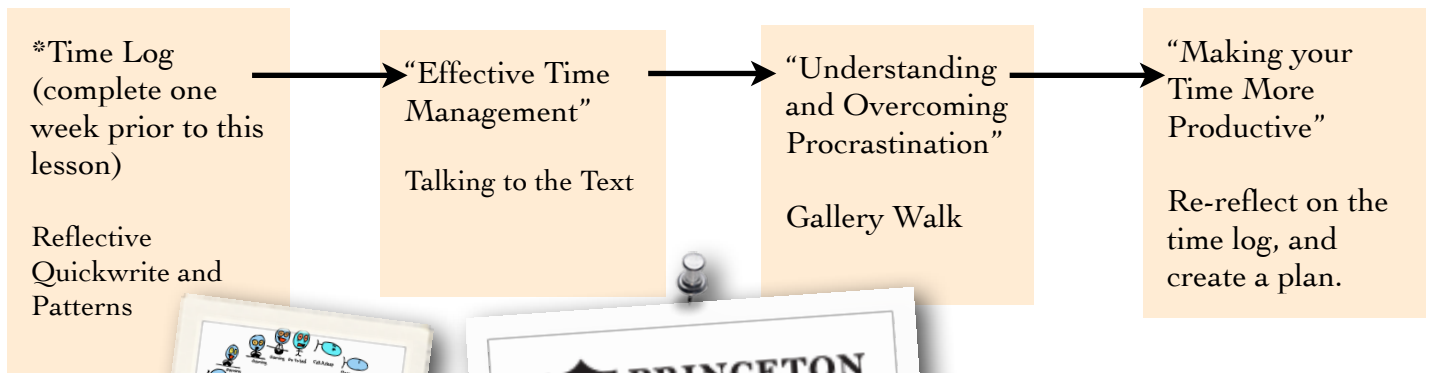 *Time Log
(complete one
week prior to this
lesson)
Reflective
Quickwrite and
Patterns
“Effective Time
Management”
Talking to the Text
“Understanding
and Overcoming
Procrastination”
Gallery Walk
“Making your
Time More
Productive”
Re-reflect on the
time log, and
create a plan.
PRINCETON